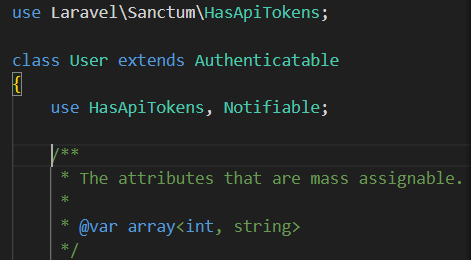 use Laravel\Sanctum\HasApiTokens;
class User extends Authenticatable
{
use HasApiTokens, Notifiable;
/**
* The attributes that are mass assignable.
*
* @var array<int, string>
*/